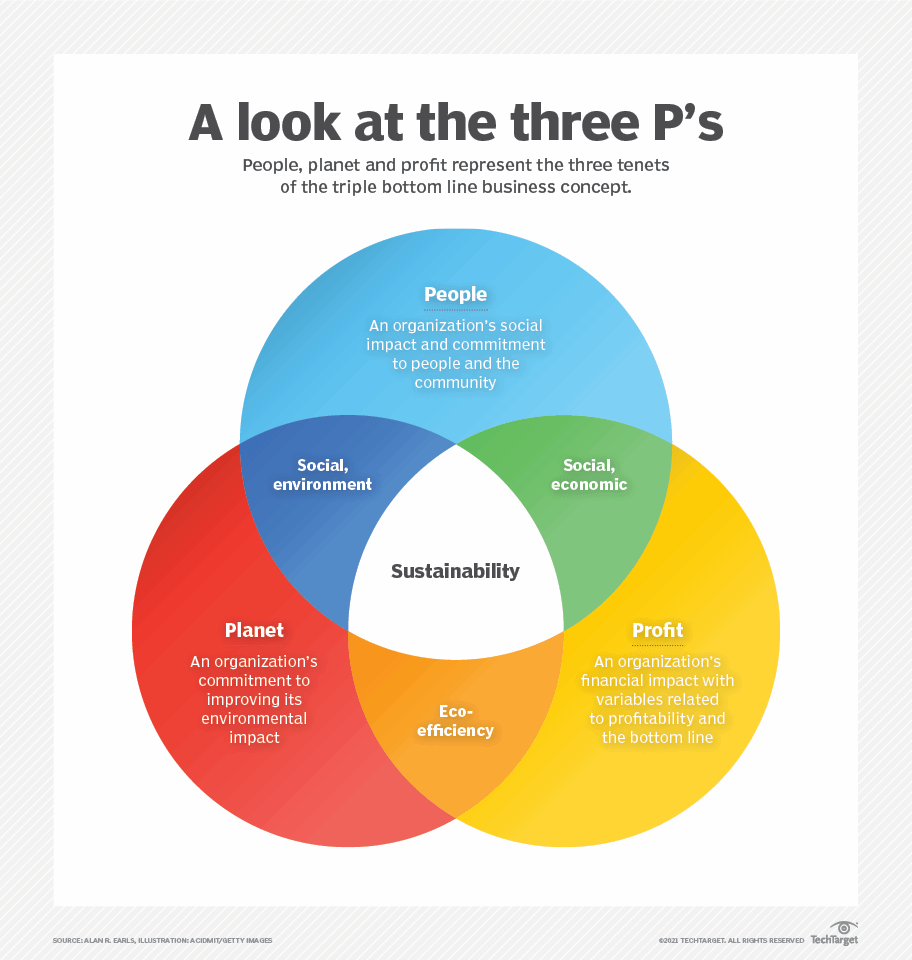 A look at the three P’s
People, planet and profit represent the three tenets
of the triple bottom line business concept.
People
An organization’s social
impact and commitment
to people and the
community
Social,
environment
Social,
economic
Sustainability
Planet
An organization’s
commitment to
improving its
environmental
impact
Profit
An organization’s
financial impact with
variables related
to profitability and
the bottom line
Eco-
efficiency
SOURCE: ALAN R. EARLS, ILLUSTRATION: ACIDMIT/GETTY IMAGES
©2021 TECHTARGET. ALL RIGHTS RESERVED
TechTarget